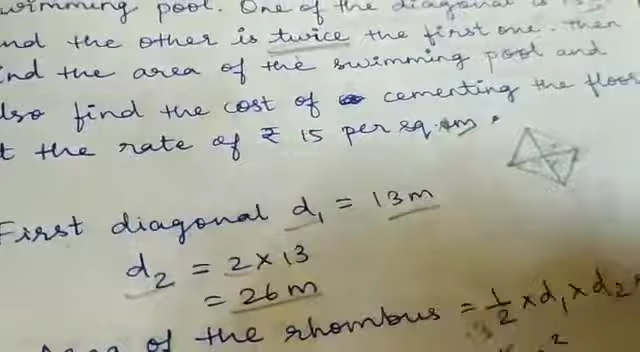 swimming pool. One of the diagonal is 13
and the other is twice the first one. Then
find the area of the swimming pool and
also find the cost of cementing the floor
at the rate of ₹ 15 per sq. m.
First diagonal d₁ = 13m
d₂ = 2×13
= 26m
of the rhombus = 1/2 × d₁ × d₂